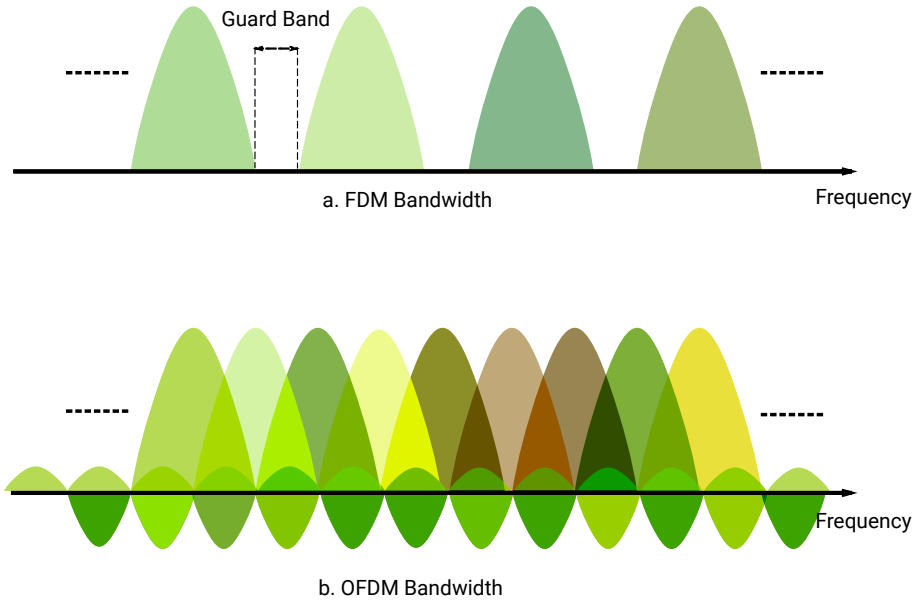 Guard Band
a. FDM Bandwidth
Frequency
Frequency
b. OFDM Bandwidth